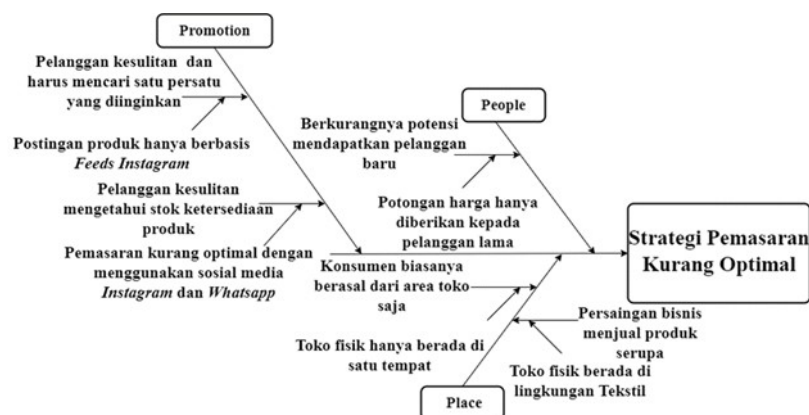 Promotion
Pelanggan kesulitan dan
harus mencari satu persatu
yang diinginkan
Postingan produk hanya berbasis
Feeds Instagram
Pelanggan kesulitan
mengetahui stok ketersediaan
produk
Pemasaran kurang optimal dengan
menggunakan sosial media
Instagram dan Whatsapp
People
Berkurangnya potensi
mendapatkan pelanggan
baru
Potongan harga hanya
diberikan kepada
pelanggan lama
Strategi Pemasaran
Kurang Optimal
Konsumen biasanya
berasal dari area toko
saja
Toko fisik hanya berada di
satu tempat
Persaingan bisnis
menjual produk
serupa
Toko fisik berada di
lingkungan Tekstil
Place